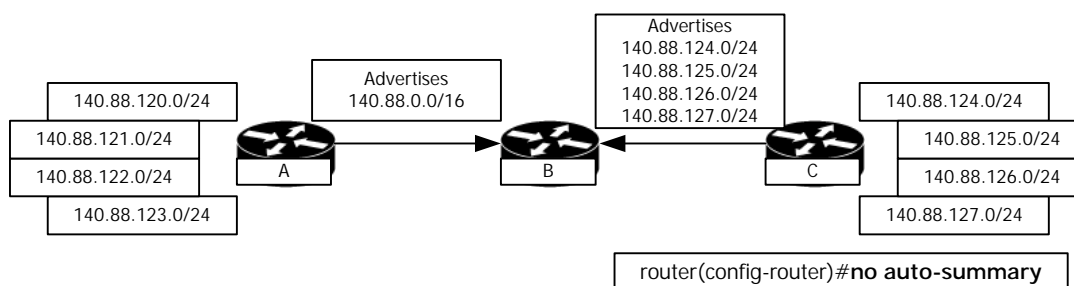 140.88.120.0/24
140.88.121.0/24
140.88.122.0/24
140.88.123.0/24
A
Advertises
140.88.0.0/16
B
Advertises
140.88.124.0/24
140.88.125.0/24
140.88.126.0/24
140.88.127.0/24
C
140.88.124.0/24
140.88.125.0/24
140.88.126.0/24
140.88.127.0/24
router(config-router)#no auto-summary